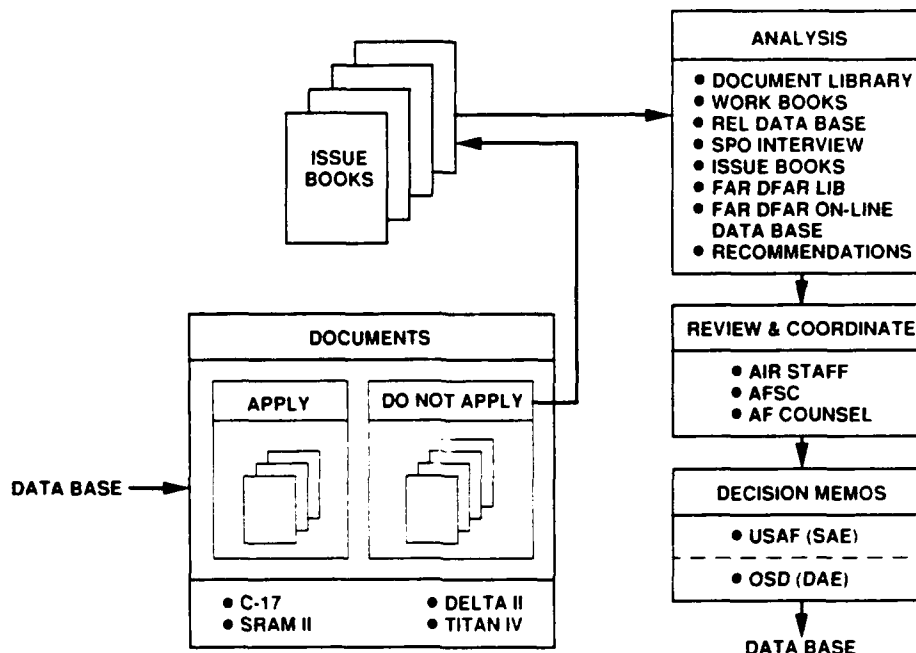 ISSUE
BOOKS
ANALYSIS
● DOCUMENT LIBRARY
● WORK BOOKS
● REL DATA BASE
● SPO INTERVIEW
● ISSUE BOOKS
● FAR DFAR LIB
● FAR DFAR ON-LINE
DATA BASE
● RECOMMENDATIONS
REVIEW & COORDINATE
● AIR STAFF
● AFSC
● AF COUNSEL
DECISION MEMOS
● USAF (SAE)
● OSD (DAE)
DATA BASE
DOCUMENTS
APPLY
DO NOT APPLY
DATA BASE
● C-17
● SRAM II
● DELTA II
● TITAN IV